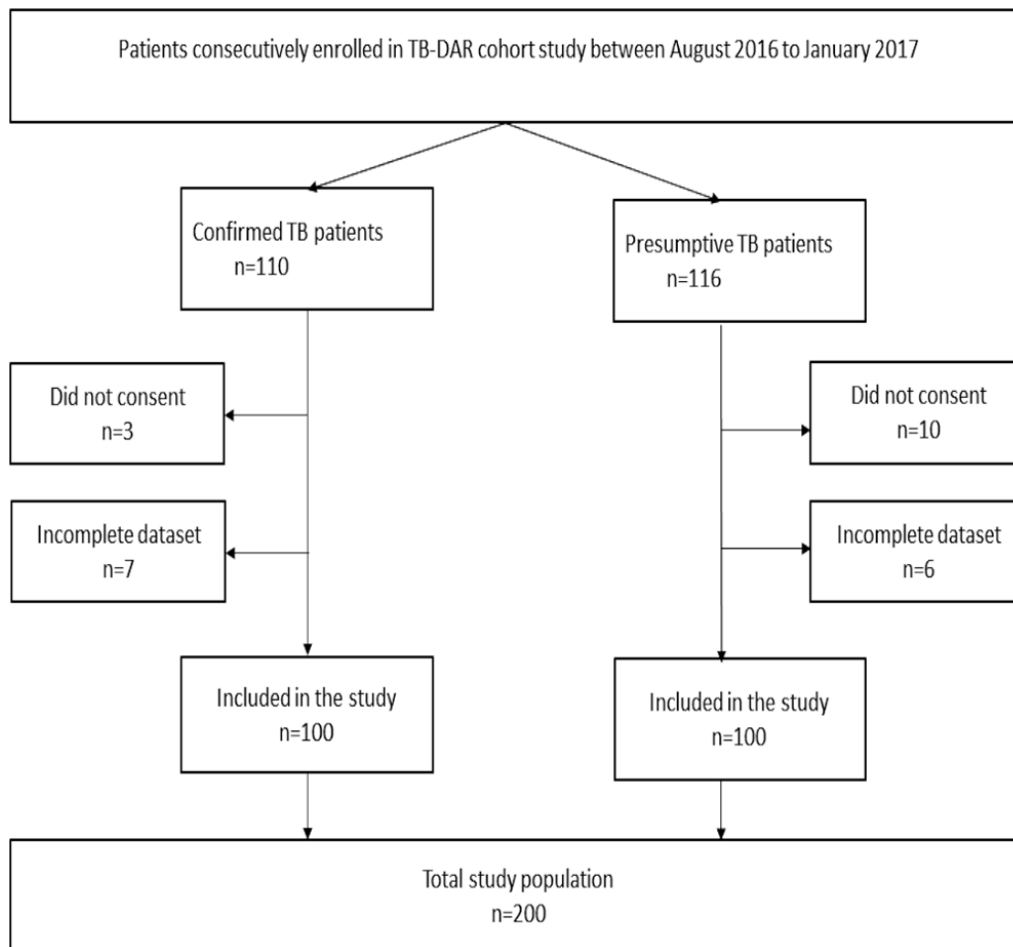 Patients consecutively enrolled in TB-DAR cohort study between August 2016 to January 2017
Confirmed TB patients
n=110
Presumptive TB patients
n=116
Did not consent
n=3
Did not consent
n=10
Incomplete dataset
n=7
Incomplete dataset
n=6
Included in the study
n=100
Included in the study
n=100
Total study population
n=200